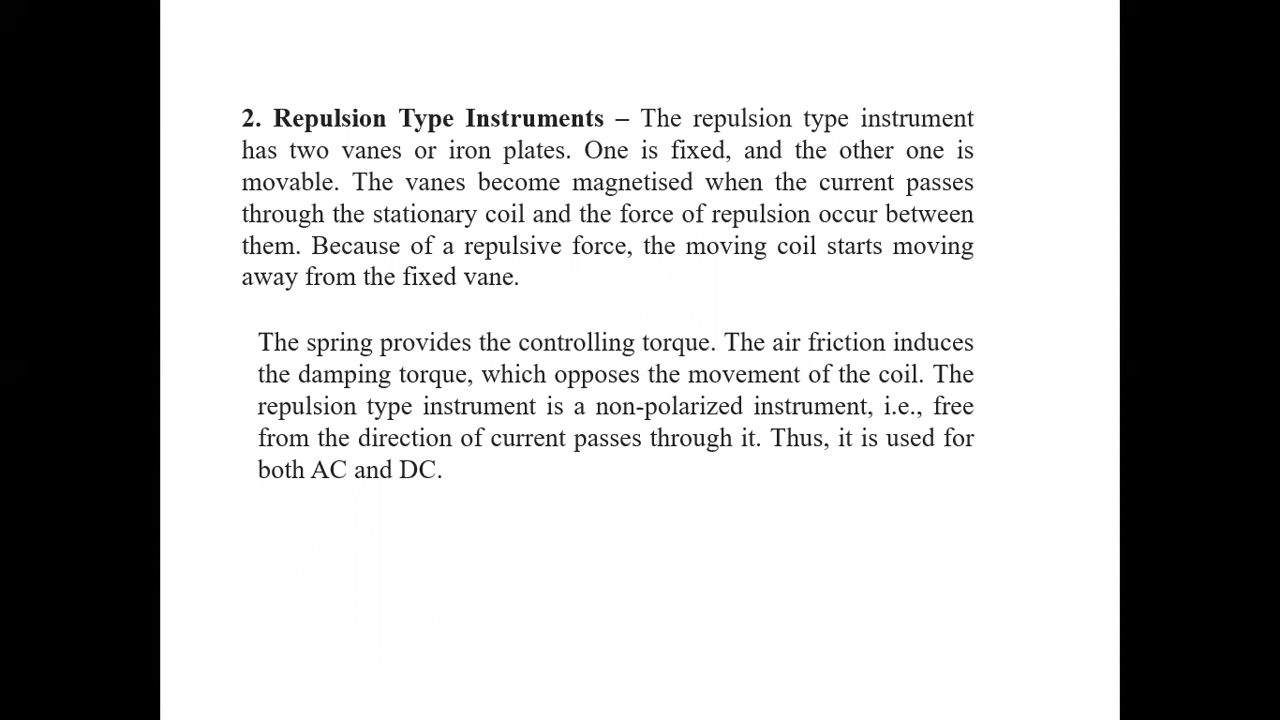 2. Repulsion Type Instruments – The repulsion type instrument
has two vanes or iron plates. One is fixed, and the other one is
movable. The vanes become magnetised when the current passes
through the stationary coil and the force of repulsion occur between
them. Because of a repulsive force, the moving coil starts moving
away from the fixed vane.
The spring provides the controlling torque. The air friction induces
the damping torque, which opposes the movement of the coil. The
repulsion type instrument is a non-polarized instrument, i.e., free
from the direction of current passes through it. Thus, it is used for
both AC and DC.